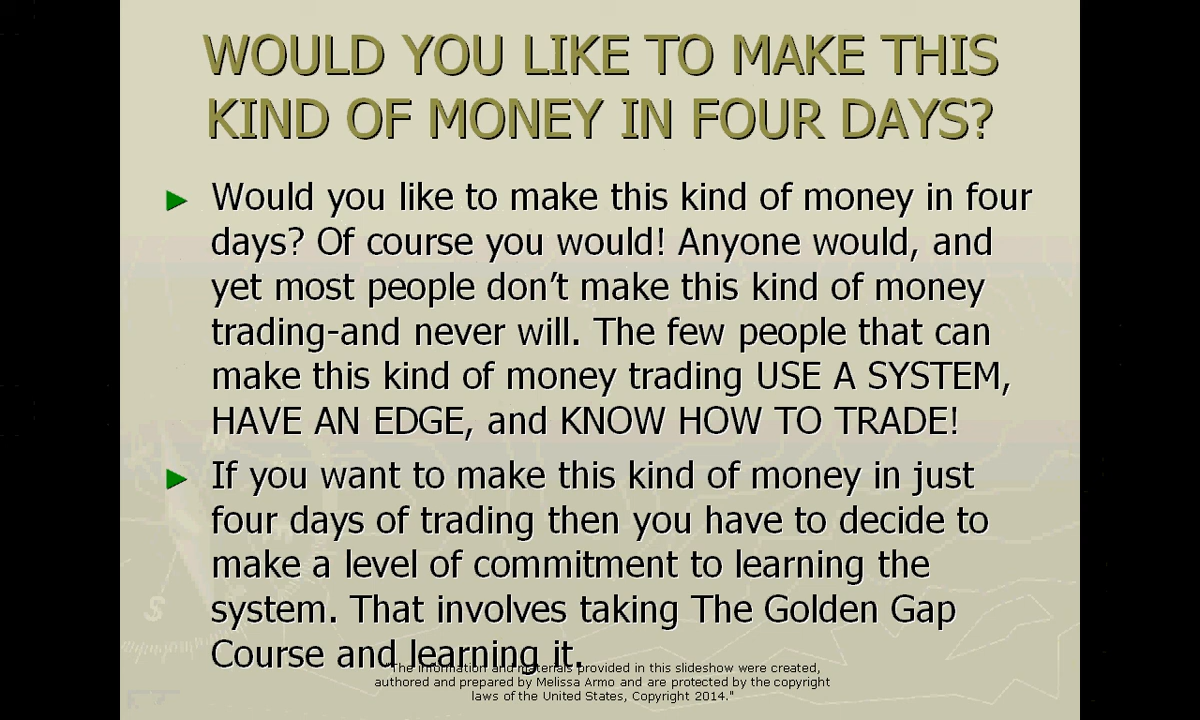 WOULD YOU LIKE TO MAKE THIS
KIND OF MONEY IN FOUR DAYS?
Would you like to make this kind of money in four
days? Of course you would! Anyone would, and
yet most people don't make this kind of money
trading-and never will. The few people that can
make this kind of money trading USE A SYSTEM,
HAVE AN EDGE, and KNOW HOW TO TRADE!
If you want to make this kind of money in just
four days of trading then you have to decide to
make a level of commitment to learning the
system. That involves taking The Golden Gap
Course and learning it.
"The information and materials provided in this slideshow were created,
authored and prepared by Melissa Armo and are protected by the copyright
laws of the United States, Copyright 2014."
S